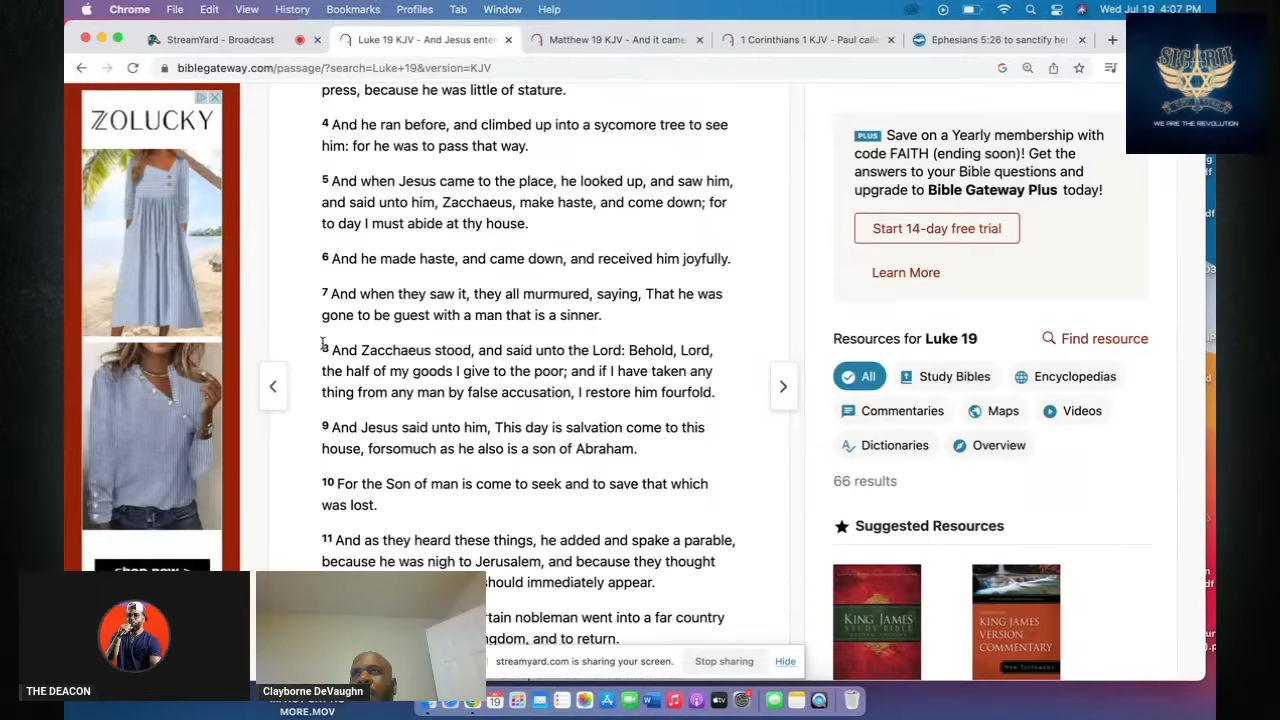 Chrome File Edit View History Bookmarks Profiles Tab Window Help Wed Jul 19 4:07 PM
StreamYard - Broadcast
Luke 19 KJV - And Jesus enter
Matthew 19 KJV - And it came
1 Corinthians 1 KJV - Paul calle
Ephesians 5:26 to sanctify her
biblegateway.com/passage/?search=Luke+19&version=KJV
SICARII
WE ARE THE REVOLUTION
ZOLUCKY
press, because he was little of stature.
4 And he ran before, and climbed up into a sycomore tree to see
him: for he was to pass that way.
5 And when Jesus came to the place, he looked up, and saw him,
and said unto him, Zacchaeus, make haste, and come down; for
to day I must abide at thy house.
6 And he made haste, and came down, and received him joyfully.
7 And when they saw it, they all murmured, saying, That he was
gone to be guest with a man that is a sinner.
8 And Zacchaeus stood, and said unto the Lord: Behold, Lord,
the half of my goods I give to the poor; and if I have taken any
thing from any man by false accusation, I restore him fourfold.
9 And Jesus said unto him, This day is salvation come to this
house, forsomuch as he also is a son of Abraham.
10 For the Son of man is come to seek and to save that which
was lost.
11 And as they heard these things, he added and spake a parable,
because he was nigh to Jerusalem, and because they thought
should immediately appear.
rtain nobleman went into a far country
ngdom, and to return.
PLUS Save on a Yearly membership with
code FAITH (ending soon)! Get the
answers to your Bible questions and
upgrade to Bible Gateway Plus today!
Start 14-day free trial
Learn More
Resources for Luke 19 Find resource
All Study Bibles Encyclopedias
Commentaries Maps Videos
Dictionaries Overview
66 results
Suggested Resources
KING JAMES
STUDY BIBLE
KING JAMES
VERSION
COMMENTARY
New Testament
streamyard.com is sharing your screen. Stop sharing Hide
THE DEACON
Clayborne DeVaughn
MORE.MOV